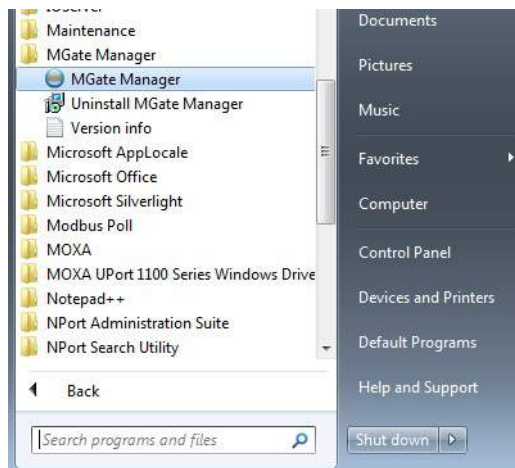 IOServer
Maintenance
MGate Manager
MGate Manager
Uninstall MGate Manager
Version info
Microsoft AppLocale
Microsoft Office
Microsoft Silverlight
Modbus Poll
MOXA
MOXA UPort 1100 Series Windows Drive
Notepad++
NPort Administration Suite
NPort Search Utility
Back
Search programs and files
Documents
Pictures
Music
Favorites
Computer
Control Panel
Devices and Printers
Default Programs
Help and Support
Shut down